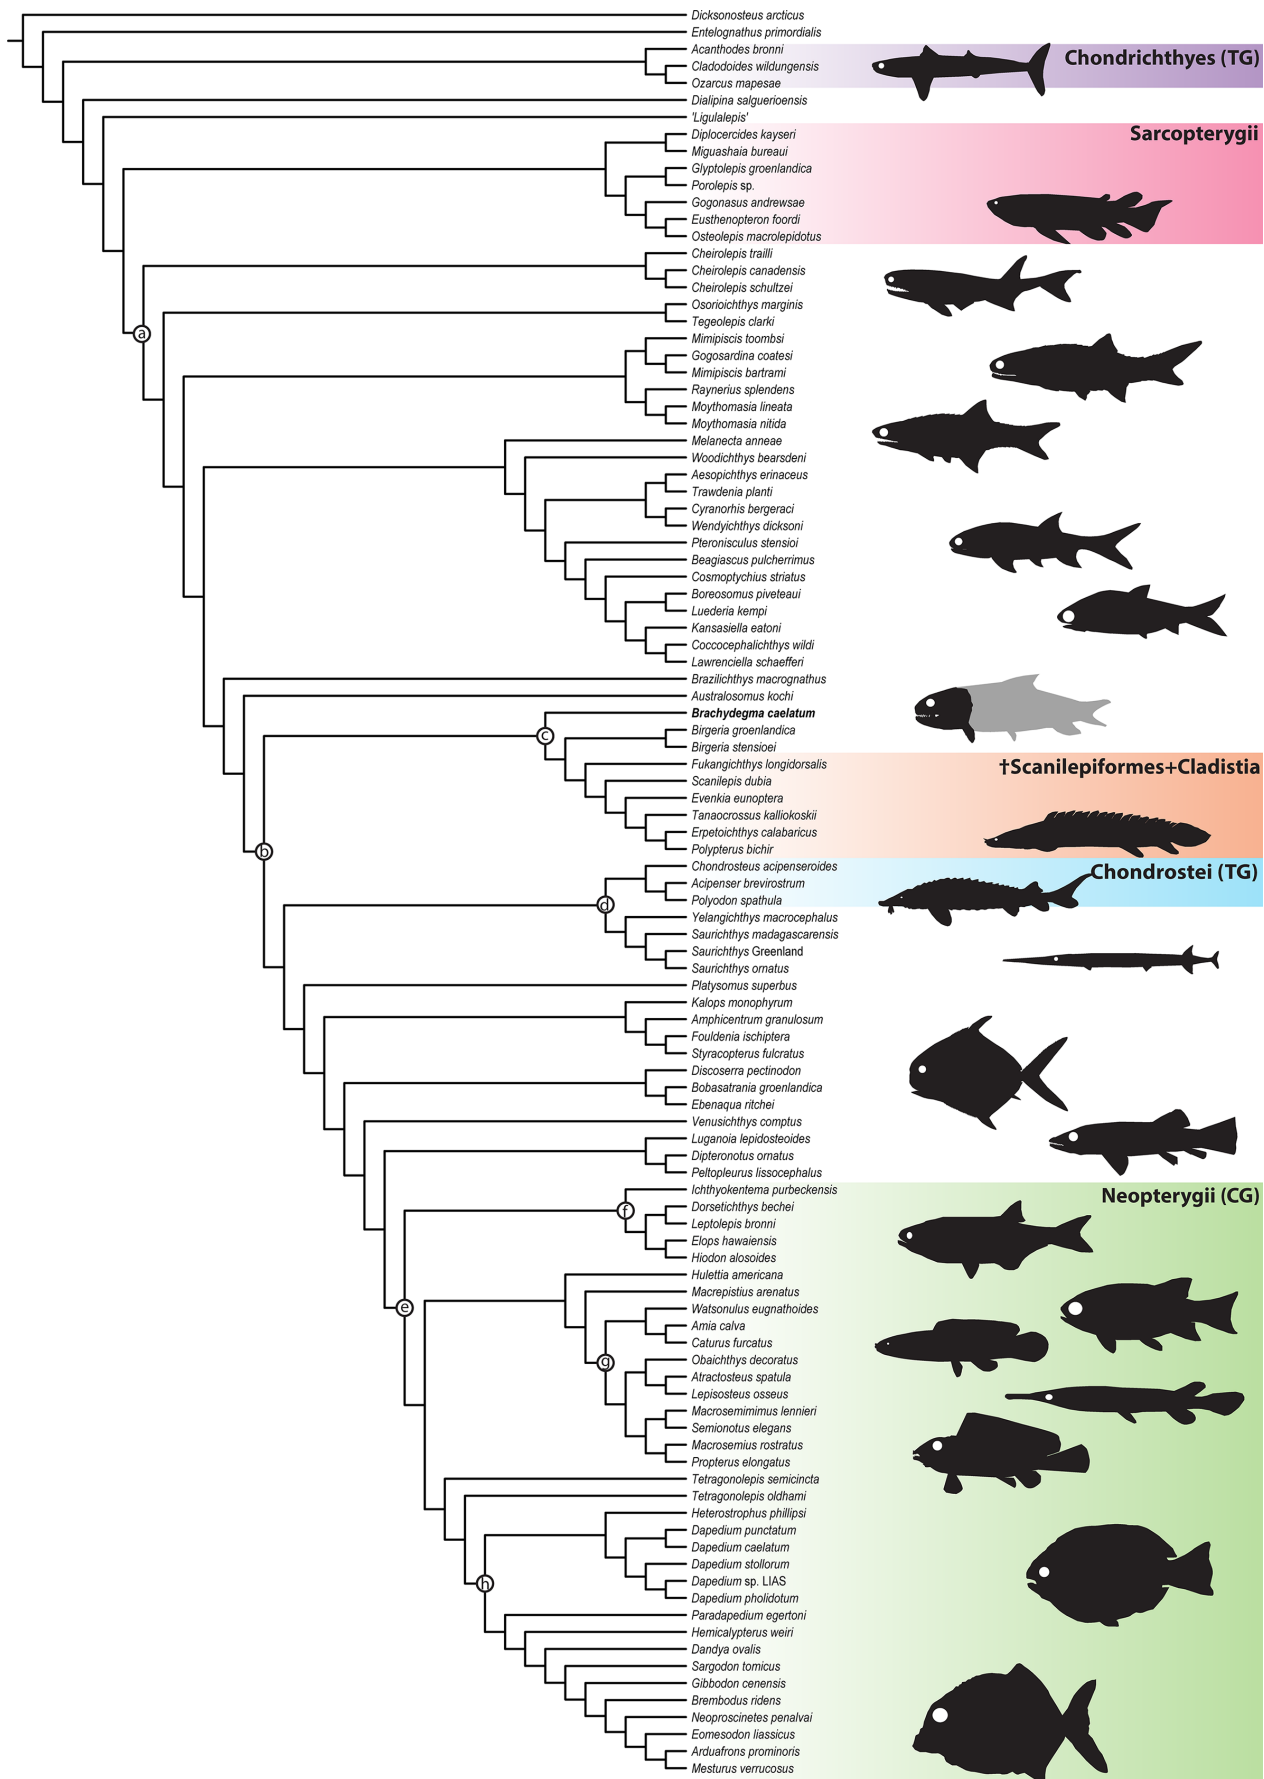 Dicksonosteus arcticus
Entelognathus primordialis
Acanthodes bronni
Chondrichthyes (TG)
Cladodoides wildungensis
Ozarcus mapesae
Dialipina salguerioensis
'Ligulalepis'
Sarcopterygii
Diplocercides kayseri
Miguashaia bureaui
Glyptolepis groenlandica
Porolepis sp.
Gogonasus andrewsae
Eusthenopteron foordi
Osteolepis macrolepidotus
Cheirolepis trailli
Cheirolepis canadensis
Cheirolepis schultzei
Osorioichthys marginis
Tegeolepis clarki
a
Mimipiscis toombsi
Gogosardina coatesi
Mimipiscis bartrami
Raynerius splendens
Moythomasia lineata
Moythomasia nitida
Melanecta anneae
Woodichthys bearsdeni
Aesopichthys erinaceus
Trawdenia planti
Cyranorhis bergeraci
Wendyichthys dicksoni
Pteronisculus stensioi
Beagiascus pulcherrimus
Cosmoptychius striatus
Boreosomus piveteaui
Luederia kempi
Kansasiella eatoni
Coccocephalichthys wildi
Lawrenciella schaefferi
Brazilichthys macrognathus
Australosomus kochi
Brachydegma caelatum
c
Birgeria groenlandica
Birgeria stensioei
Fukangichthys longidorsalis
†Scanilepiformes+Cladistia
Scanilepis dubia
Evenkia eunoptera
Tanaocrossus kalliokoskii
Erpetoichthys calabaricus
Polypterus bichir
b
Chondrosteus acipenseroides
Chondrostei (TG)
Acipenser brevirostrum
Polyodon spathula
d
Yelangichthys macrocephalus
Saurichthys madagascarensis
Saurichthys Greenland
Saurichthys ornatus
Platysomus superbus
Kalops monophyrum
Amphicentrum granulosum
Fouldenia ischiptera
Styracopterus fulcratus
Discoserra pectinodon
Bobasatrania groenlandica
Ebenaqua ritchei
Venusichthys comptus
Luganoia lepidosteoides
Dipteronotus ornatus
Peltopleurus lissocephalus
Ichthyokentema purbeckensis
Neopterygii (CG)
Dorsetichthys bechei
f
Leptolepis bronni
Elops hawaiensis
Hiodon alosoides
Hulettia americana
Macrepistius arenatus
e
Watsonulus eugnathoides
Amia calva
Caturus furcatus
g
Obaichthys decoratus
Atractosteus spatula
Lepisosteus osseus
Macrosemimimus lennieri
Semionotus elegans
Macrosemius rostratus
Propterus elongatus
Tetragonolepis semicincta
Tetragonolepis oldhami
Heterostrophus phillipsi
Dapedium punctatum
Dapedium caelatum
Dapedium stollorum
Dapedium sp. LIAS
h
Dapedium pholidotum
Paradapedium egertoni
Hemicalypterus weiri
Dandya ovalis
Sargodon tomicus
Gibbodon cenensis
Brembodus ridens
Neoproscinetes penalvai
Eomesodon liassicus
Arduafrons prominoris
Mesturus verrucosus